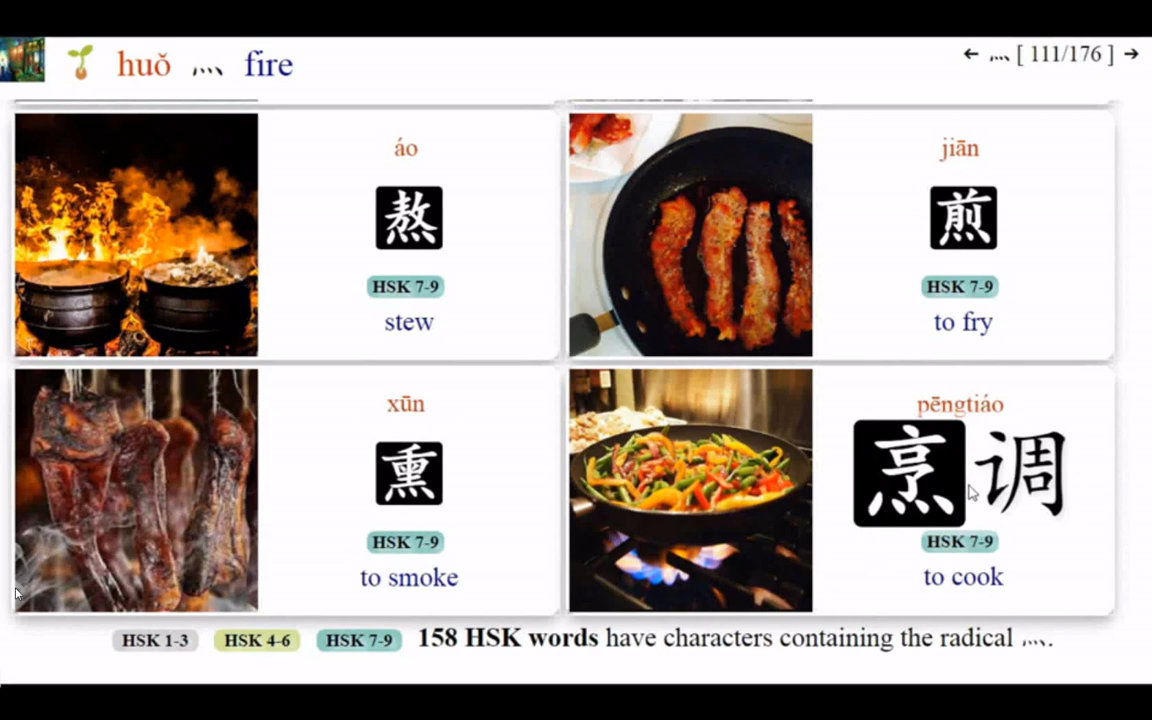 huǒ 灬 fire
← 灬 [ 111/176 ] →
áo
熬
HSK 7-9
stew
jiān
煎
HSK 7-9
to fry
xūn
熏
HSK 7-9
to smoke
pēngtiáo
烹调
HSK 7-9
to cook
HSK 1-3 HSK 4-6 HSK 7-9 158 HSK words have characters containing the radical 灬.